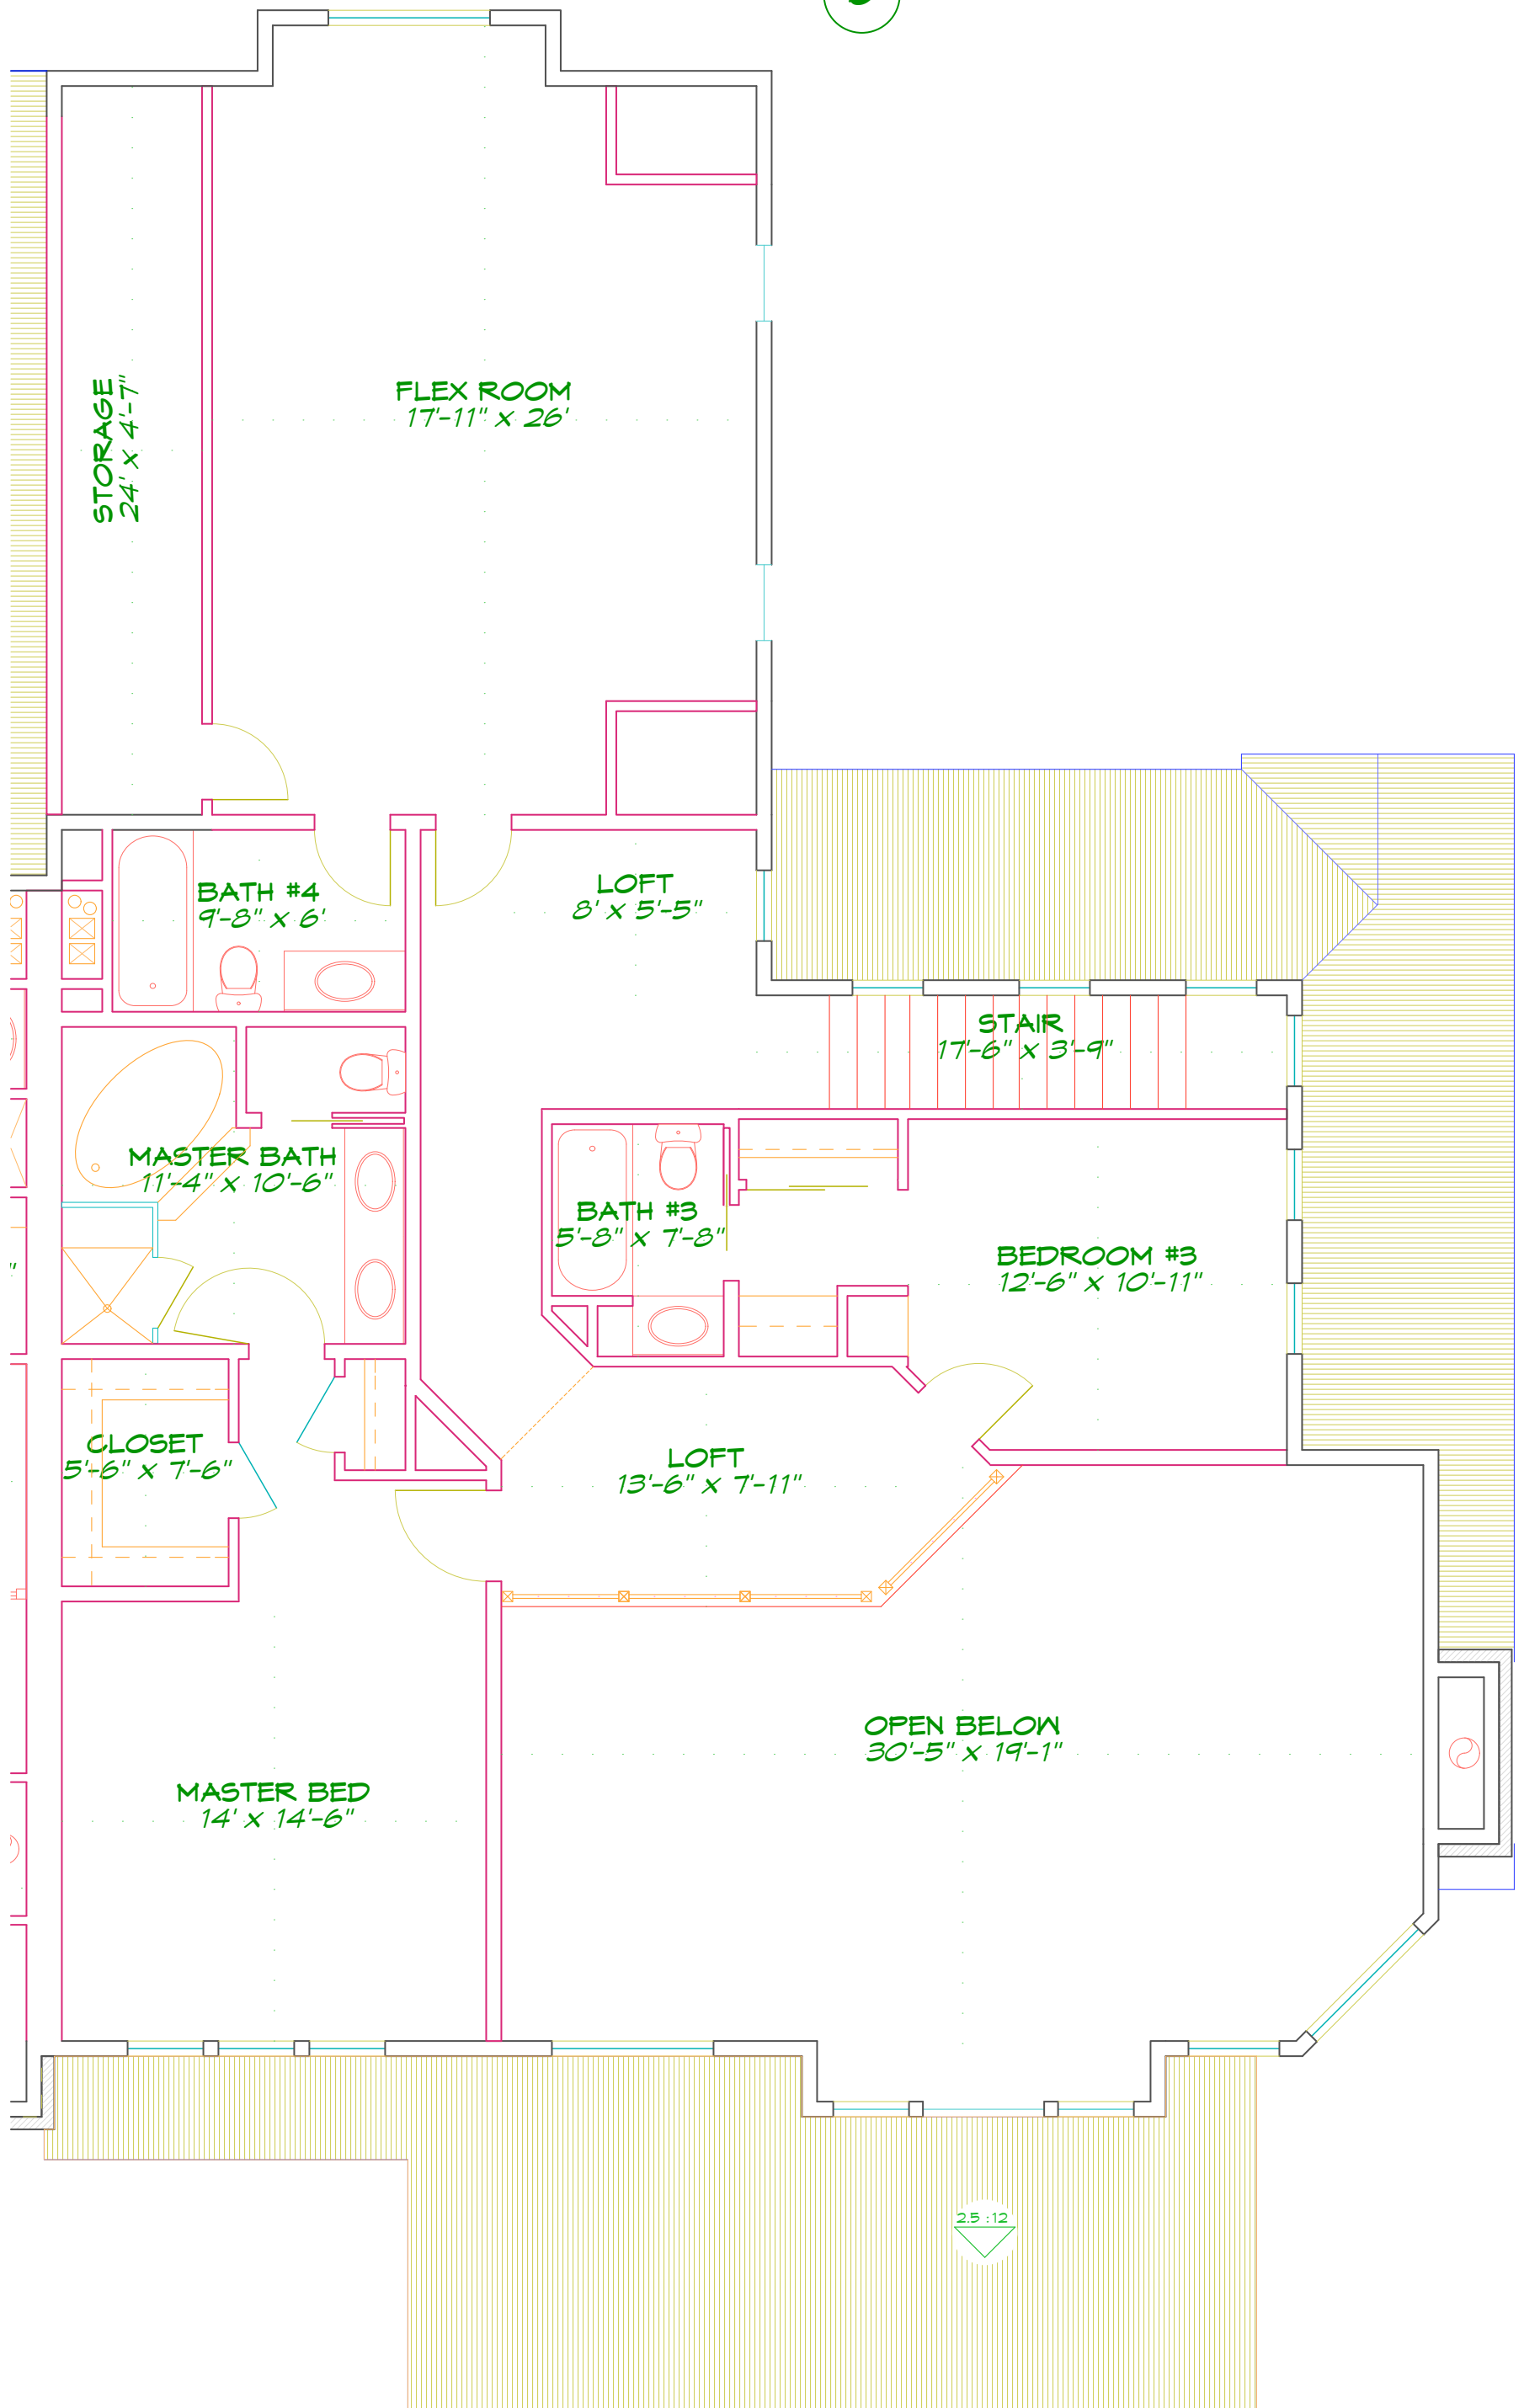 FLEX ROOM
17'-11" x 26'
STORAGE
24' x 4'-7"
BATH #4
9'-8" x 6'
LOFT
8' x 5'-5"
STAIR
17'-6" x 3'-9"
MASTER BATH
11'-4" x 10'-6"
BATH #3
5'-8" x 7'-8"
BEDROOM #3
12'-6" x 10'-11"
CLOSET
5'-6" x 7'-6"
LOFT
13'-6" x 7'-11"
OPEN BELOW
30'-5" x 19'-1"
MASTER BED
14' x 14'-6"
2.5 :12